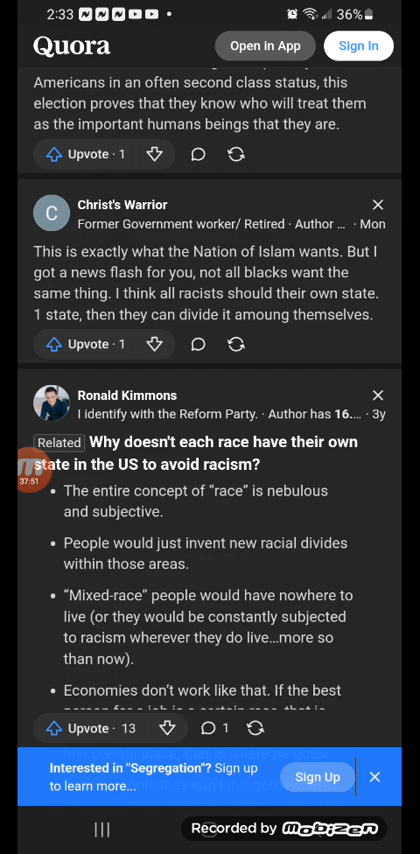 2:33
36%
Quora
Open in App
Sign In
Americans in an often second class status, this
election proves that they know who will treat them
as the important humans beings that they are.
Upvote · 1
Christ's Warrior
Former Government worker/ Retired · Author ... · Mon
This is exactly what the Nation of Islam wants. But I
got a news flash for you, not all blacks want the
same thing. I think all racists should their own state.
1 state, then they can divide it amoung themselves.
Upvote · 1
Ronald Kimmons
I identify with the Reform Party. · Author has 16.... · 3y
Related Why doesn't each race have their own
state in the US to avoid racism?
37:51
• The entire concept of “race” is nebulous
and subjective.
• People would just invent new racial divides
within those areas.
• “Mixed-race” people would have nowhere to
live (or they would be constantly subjected
to racism wherever they do live…more so
than now).
• Economies don’t work like that. If the best
Upvote · 13
1
Interested in "Segregation"? Sign up
to learn more...
Sign Up
Recorded by mobizen